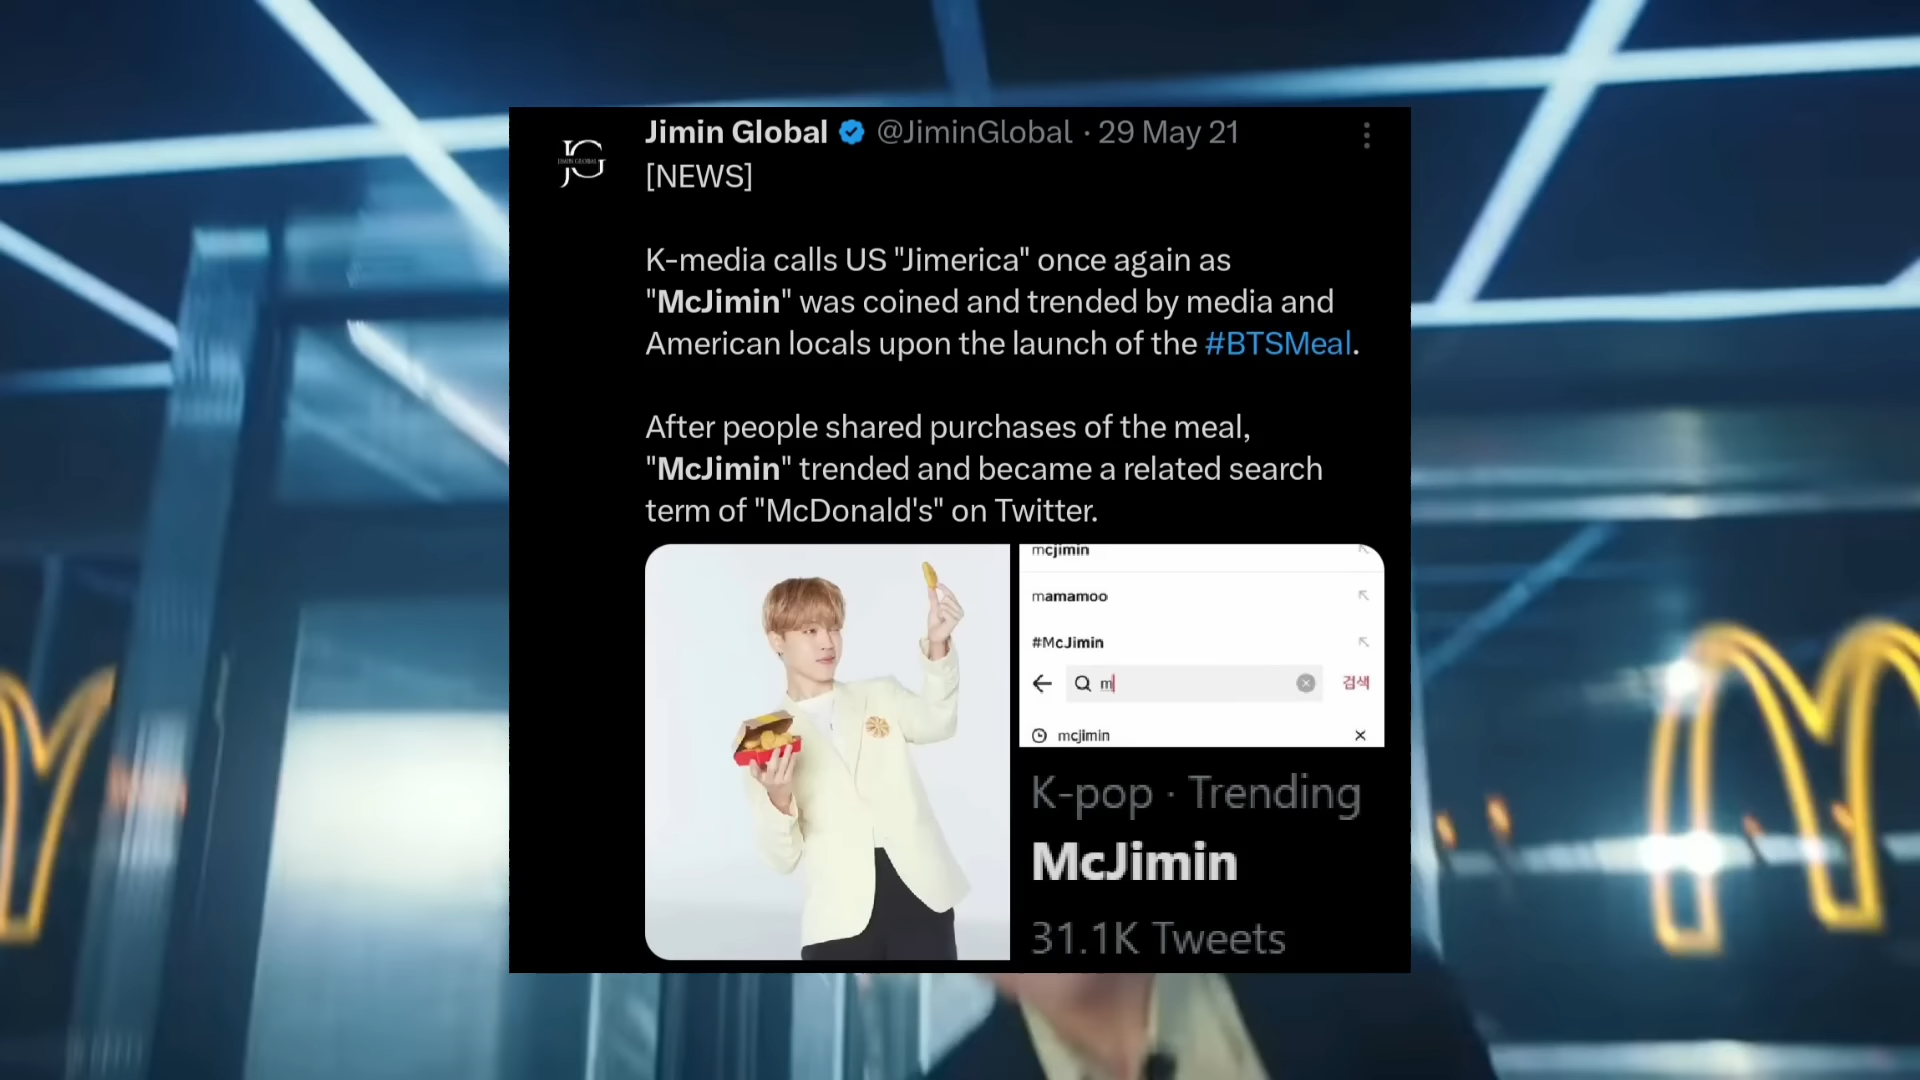 Jimin Global @JiminGlobal · 29 May 21
[NEWS]
K-media calls US "Jimerica" once again as
"McJimin" was coined and trended by media and
American locals upon the launch of the #BTSMeal.
After people shared purchases of the meal,
"McJimin" trended and became a related search
term of "McDonald's" on Twitter.
JG
JIMIN GLOBAL
mcjimin
mamamoo
#McJimin
m
검색
mcjimin
K-pop · Trending
McJimin
31.1K Tweets